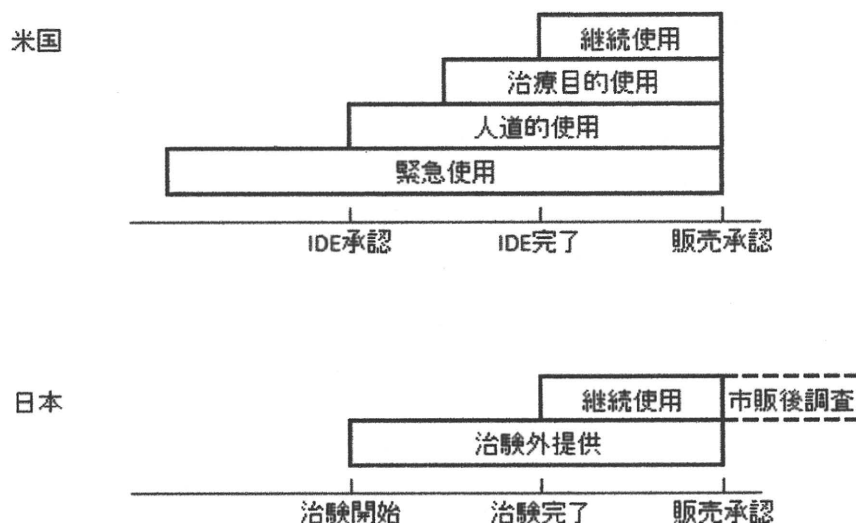 米国
継続使用
治療目的使用
人道的使用
緊急使用
IDE承認 IDE完了 販売承認
日本
継続使用 市販後調査
治験外提供
治験開始 治験完了 販売承認